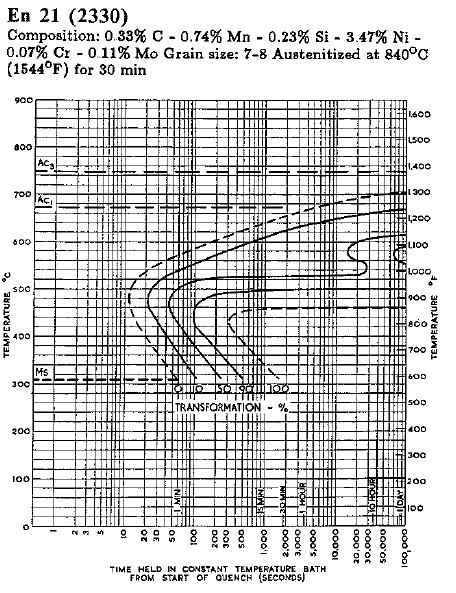 En 21 (2330)
Composition: 0.33% C - 0.74% Mn - 0.23% Si - 3.47% Ni -
0.07% Cr - 0.11% Mo Grain size: 7-8 Austenitized at 840°C
(1544°F) for 30 min
900
800
700
600
500
400
300
200
100
TEMPERATURE °C
1,600
1,500
1,400
1,300
1,200
1,100
1,000
900
800
700
600
500
400
300
200
100
TEMPERATURE °F
Ac3
Ac1
Ms
0 10 50 90 100
TRANSFORMATION - %
1 MIN
15 MIN
30 MIN
1 HOUR
10 HOUR
1 DAY
1 2 3 5 10 20 30 50 100 200 300 500 1,000 2,000 3,000 5,000 10,000 20,000 30,000 50,000 100,000
TIME HELD IN CONSTANT TEMPERATURE BATH
FROM START OF QUENCH (SECONDS)